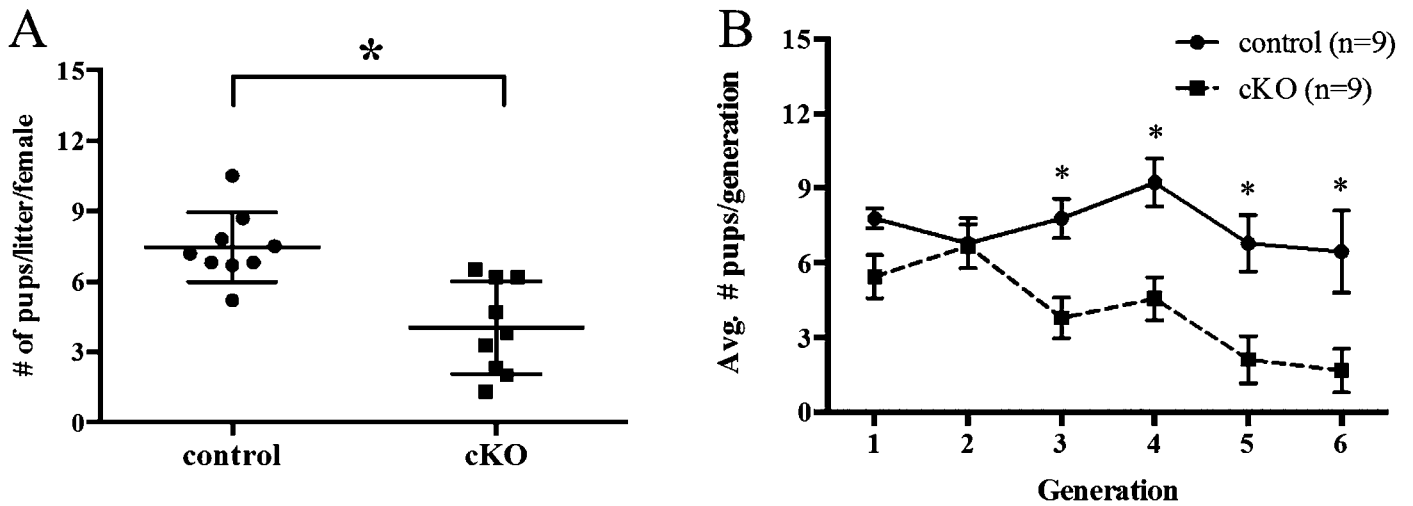 A
*
# of pups/litter/female
15
12
9
6
3
0
control
cKO
B
control (n=9)
cKO (n=9)
Avg. # pups/generation
15
12
9
6
3
0
*
*
*
*
1 2 3 4 5 6
Generation